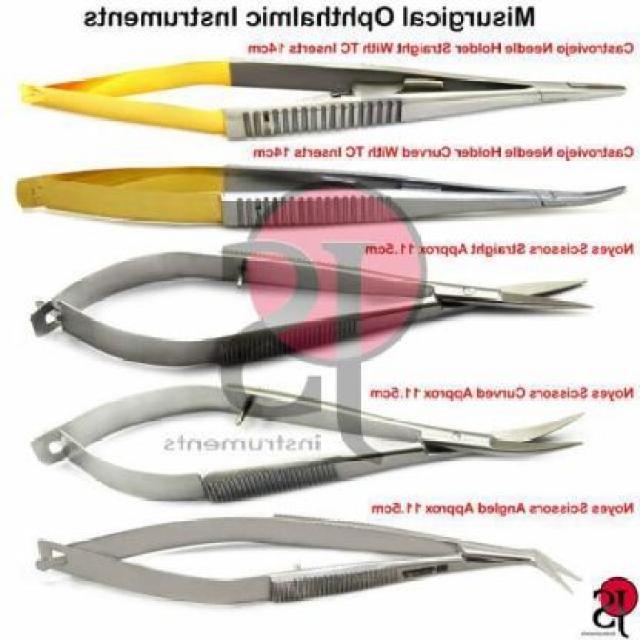 Misurgical Ophthalmic Instruments
Castroviejo Needle Holder Straight With TC Inserts 14cm
Castroviejo Needle Holder Curved With TC Inserts 14cm
Noyes Scissors Straight Approx 11.5cm
Noyes Scissors Curved Approx 11.5cm
instruments
Noyes Scissors Angled Approx 11.5cm
JS
Instruments